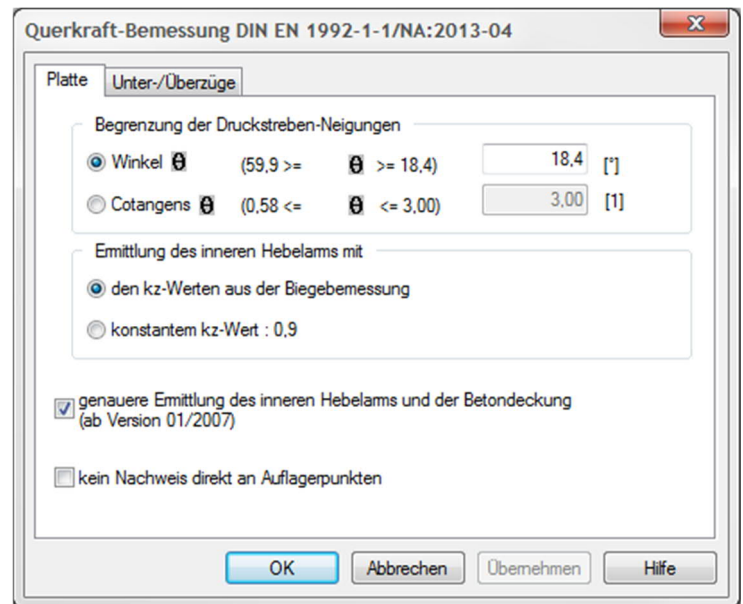 Querkraft-Bemessung DIN EN 1992-1-1/NA:2013-04
Platte
Unter-/Überzüge
Begrenzung der Druckstreben-Neigungen
Winkel θ (59,9 >= θ >= 18,4) 18,4 [°]
Cotangens θ (0,58 <= θ <= 3,00) 3,00 [1]
Ermittlung des inneren Hebelarms mit
den kz-Werten aus der Biegebemessung
konstantem kz-Wert : 0,9
genauere Ermittlung des inneren Hebelarms und der Betondeckung
(ab Version 01/2007)
kein Nachweis direkt an Auflagerpunkten
OK Abbrechen Übernehmen Hilfe